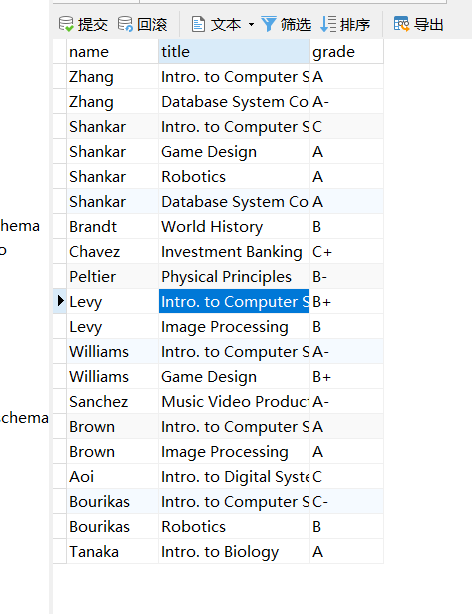 提交 回滚 文本 筛选 排序 导出
name title grade
Zhang Intro. to Computer S A
Zhang Database System Co A-
Shankar Intro. to Computer S C
Shankar Game Design A
Shankar Robotics A
Shankar Database System Co A
Brandt World History B
Chavez Investment Banking C+
Peltier Physical Principles B-
Levy Intro. to Computer S B+
Levy Image Processing B
Williams Intro. to Computer S A-
Williams Game Design B+
Sanchez Music Video Produc A-
Brown Intro. to Computer S A
Brown Image Processing A
Aoi Intro. to Digital Syste C
Bourikas Intro. to Computer S C-
Bourikas Robotics B
Tanaka Intro. to Biology A
hema
o
chema